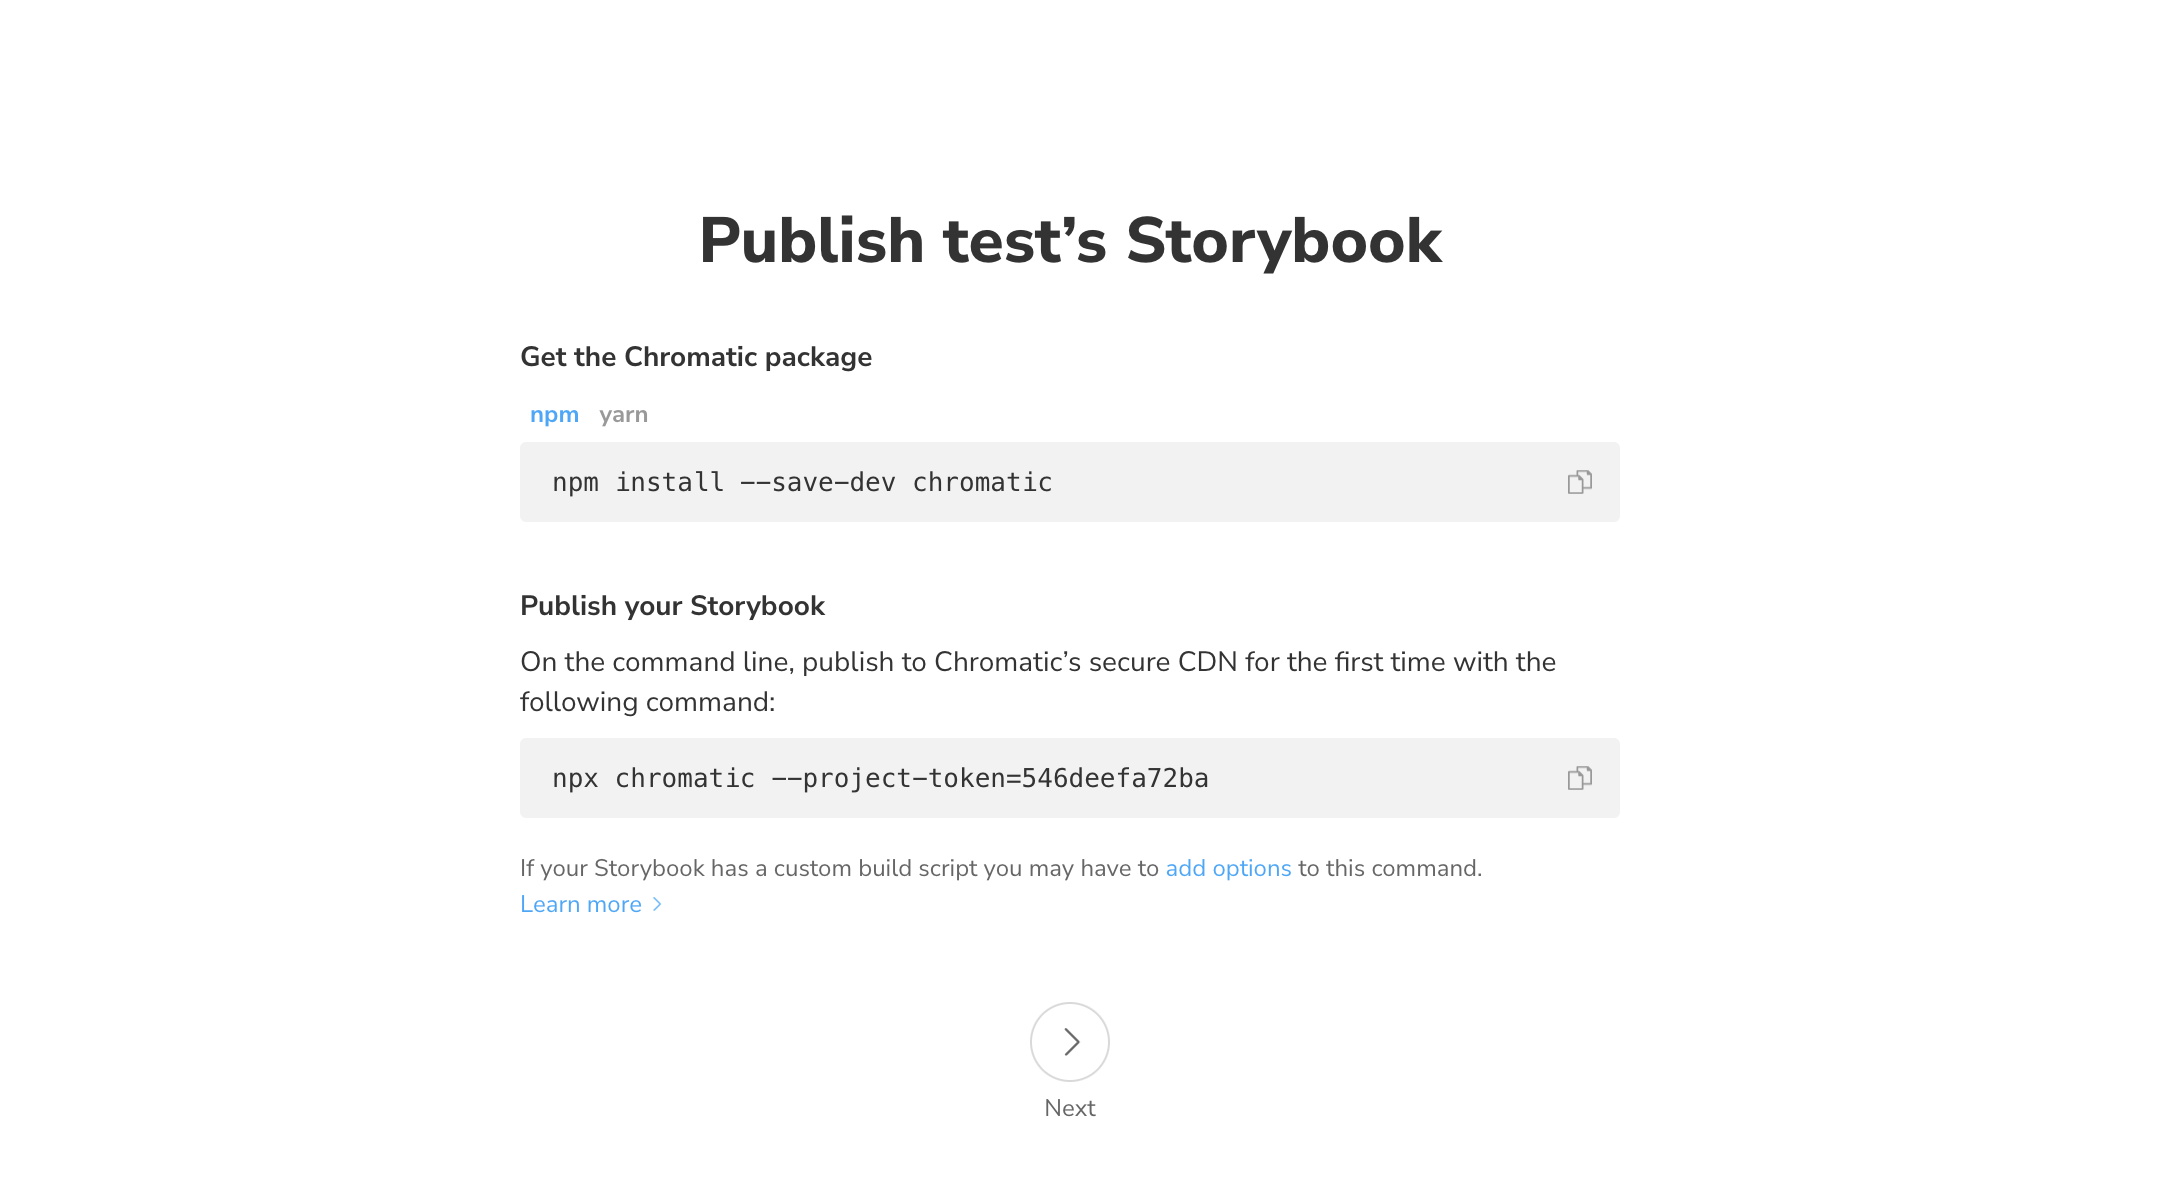 Publish test’s Storybook
Get the Chromatic package
npm yarn
npm install --save-dev chromatic
Publish your Storybook
On the command line, publish to Chromatic’s secure CDN for the first time with the
following command:
npx chromatic --project-token=546deefa72ba
If your Storybook has a custom build script you may have to add options to this command.
Learn more
Next